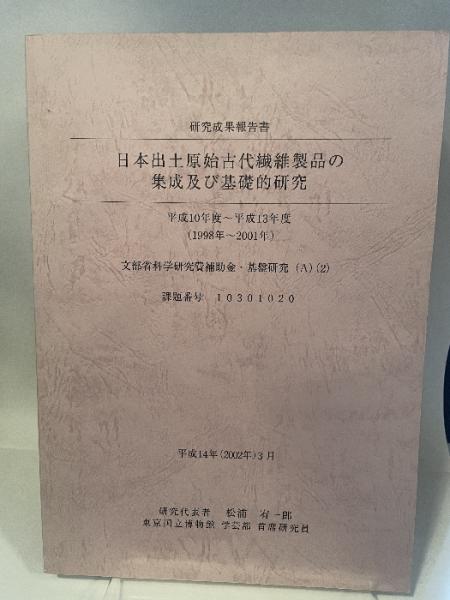 研究成果報告書
日本出土原始古代繊維製品の
集成及び基礎的研究
平成10年度～平成13年度
(1998年～2001年)
文部省科学研究費補助金・基盤研究 (A)(2)
課題番号 10301020
平成14年(2002年)3月
研究代表者 松浦 宥一郎
東京国立博物館 学芸部 首席研究員